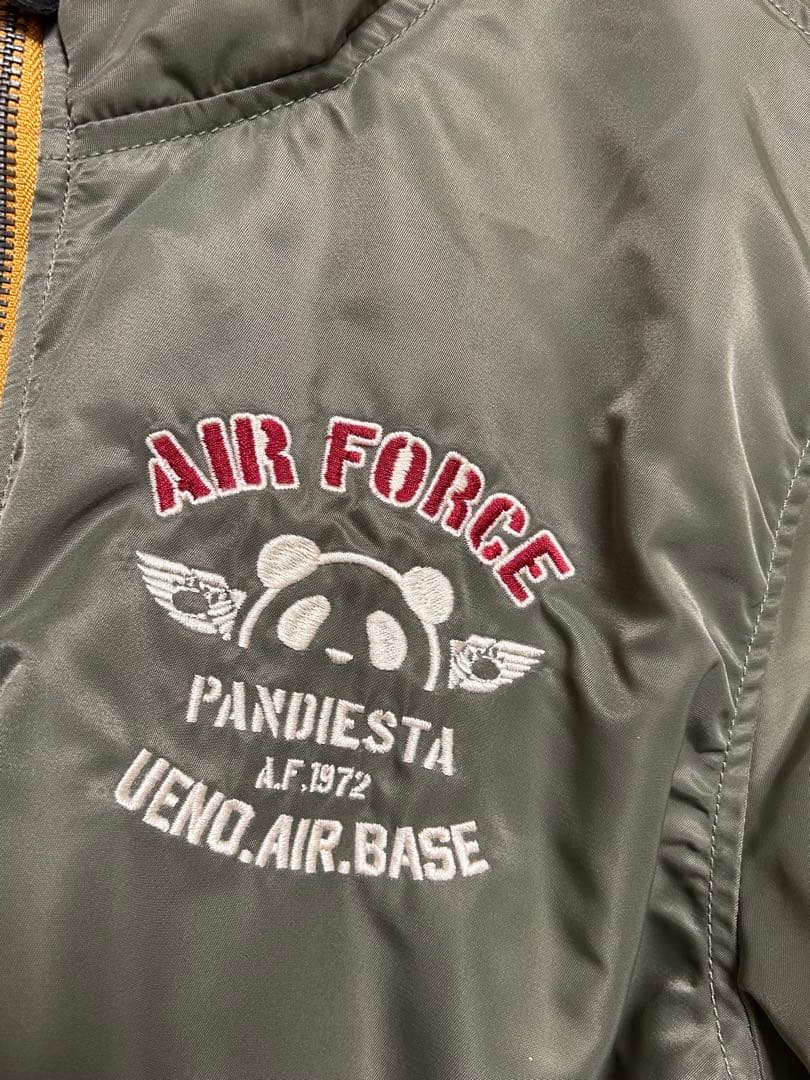 AIR FORCE
PANDIESTA
A.F.1972
UENO.AIR.BASE